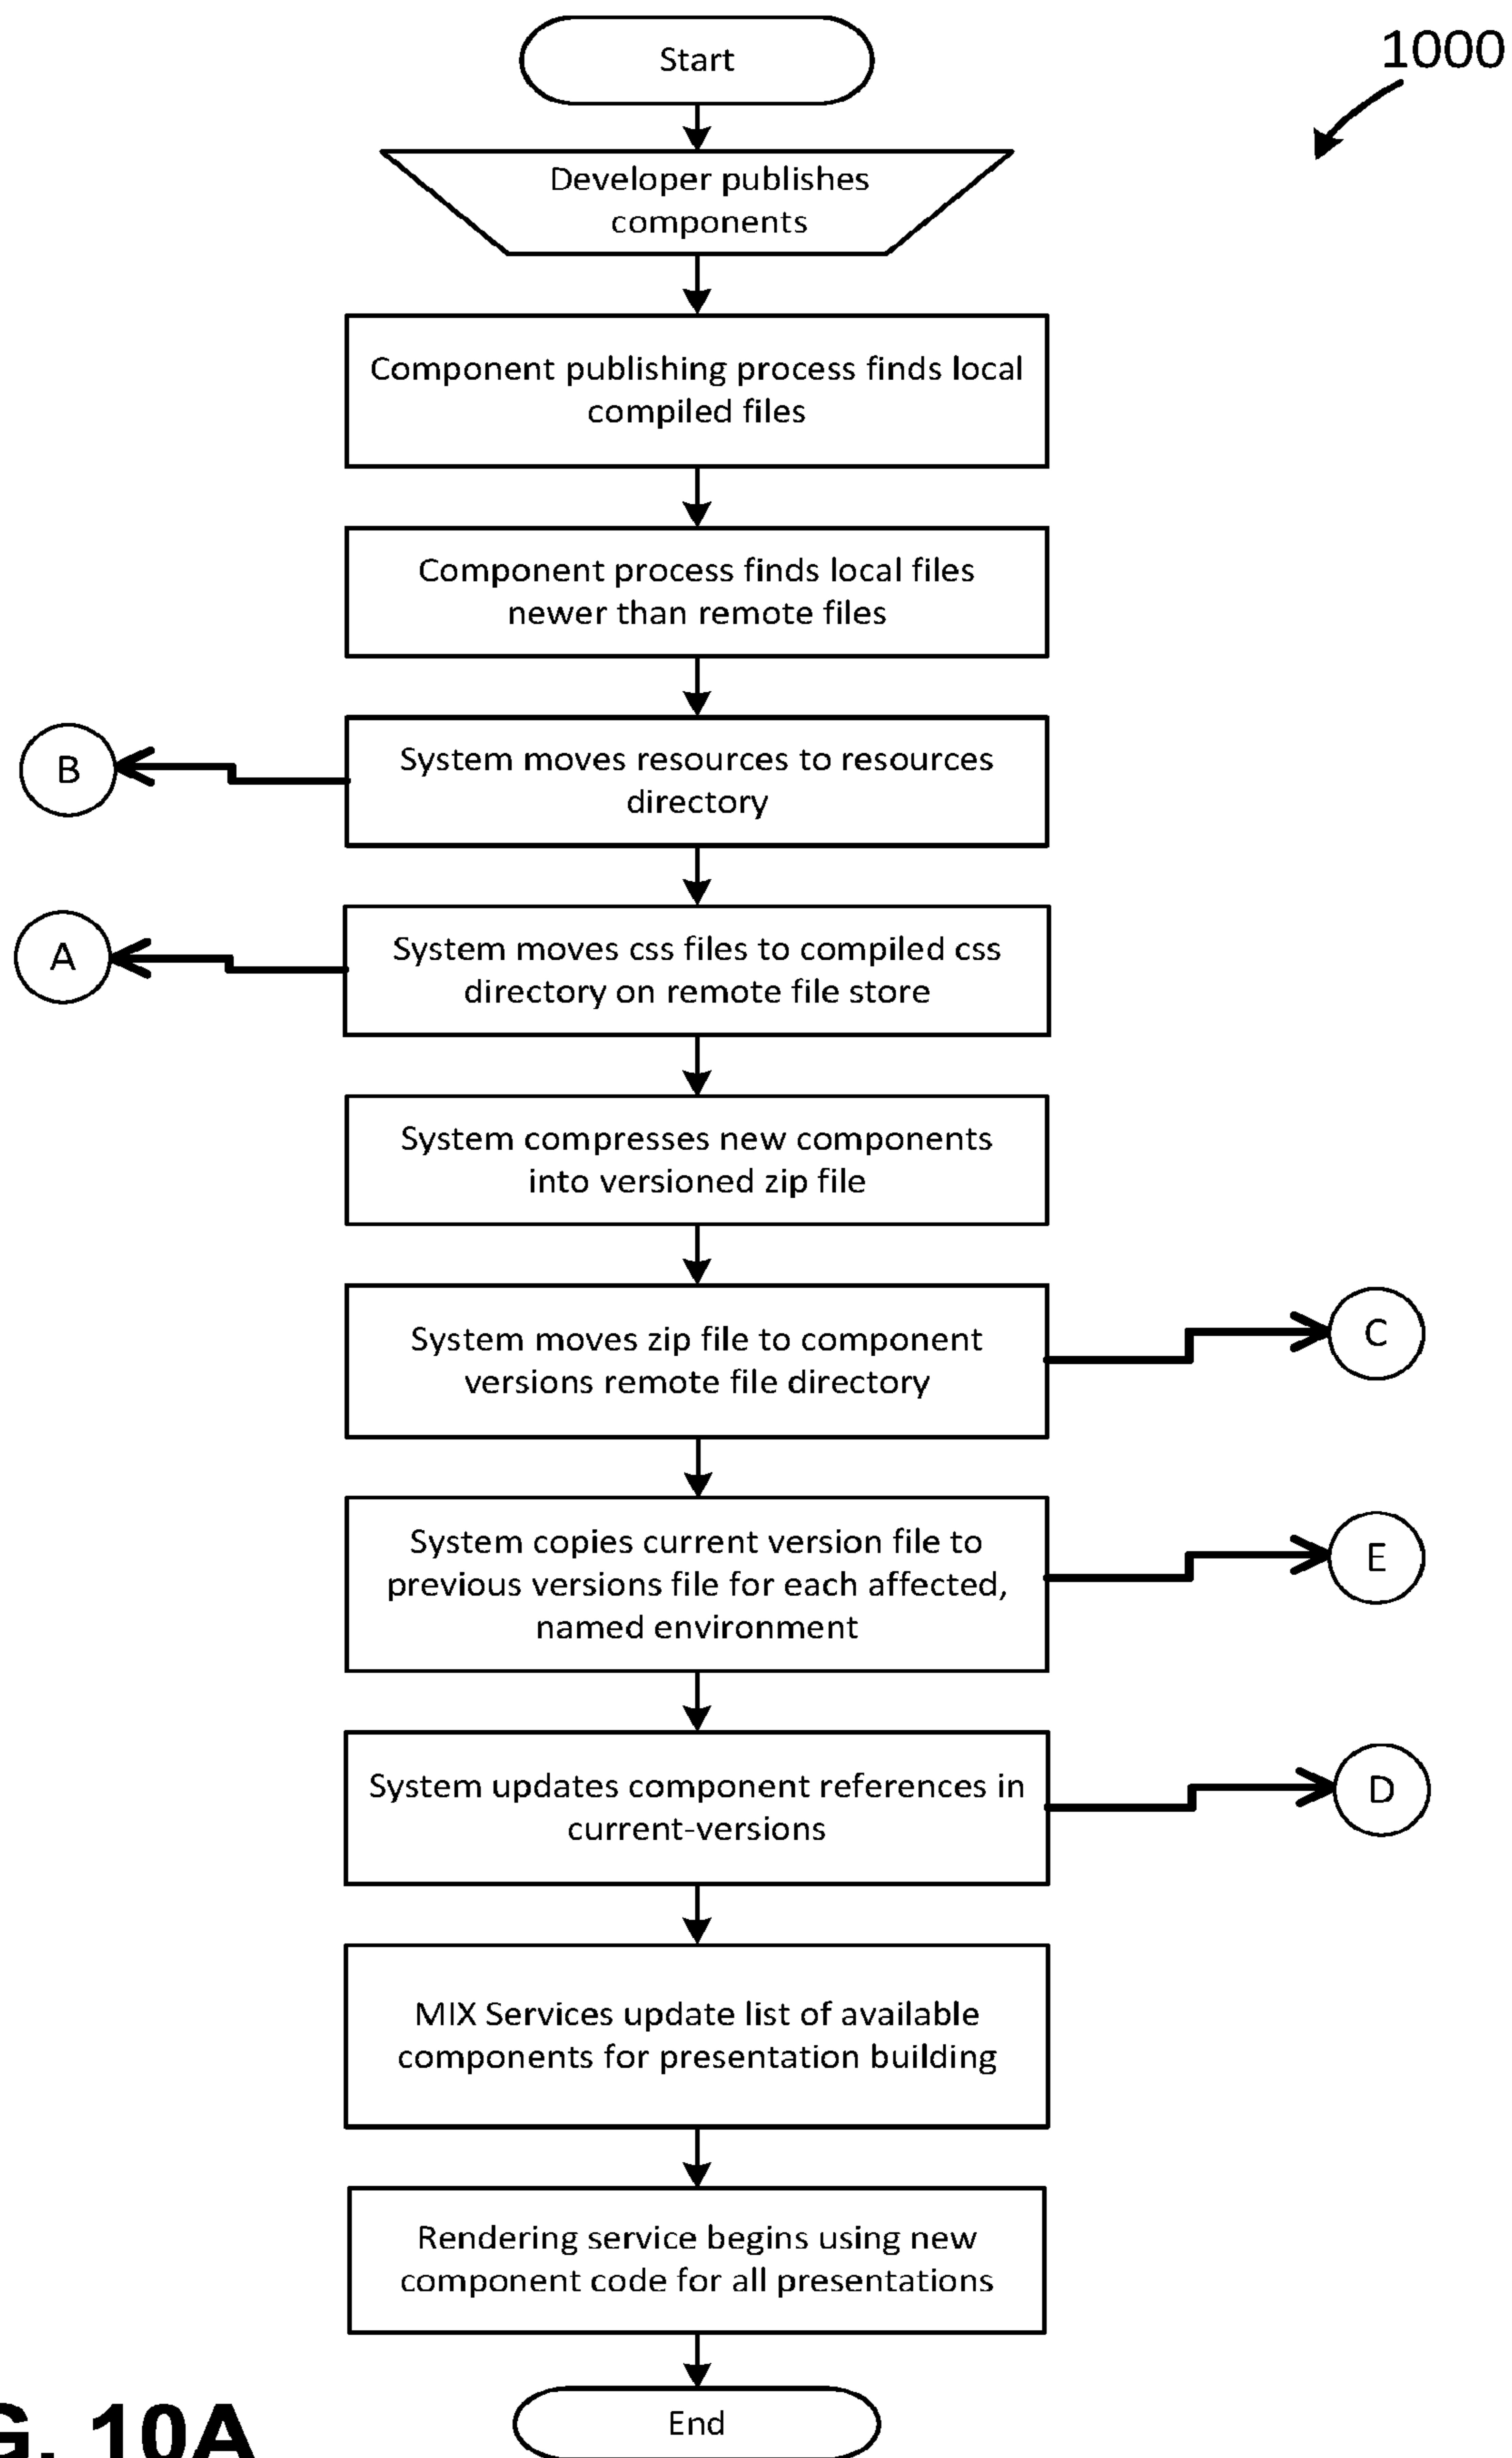 Start
1000
Developer publishes
components
Component publishing process finds local
compiled files
Component process finds local files
newer than remote files
B
System moves resources to resources
directory
A
System moves css files to compiled css
directory on remote file store
System compresses new components
into versioned zip file
System moves zip file to component
versions remote file directory
C
System copies current version file to
previous versions file for each affected,
named environment
E
System updates component references in
current-versions
D
MIX Services update list of available
components for presentation building
Rendering service begins using new
component code for all presentations
End
G. 10A